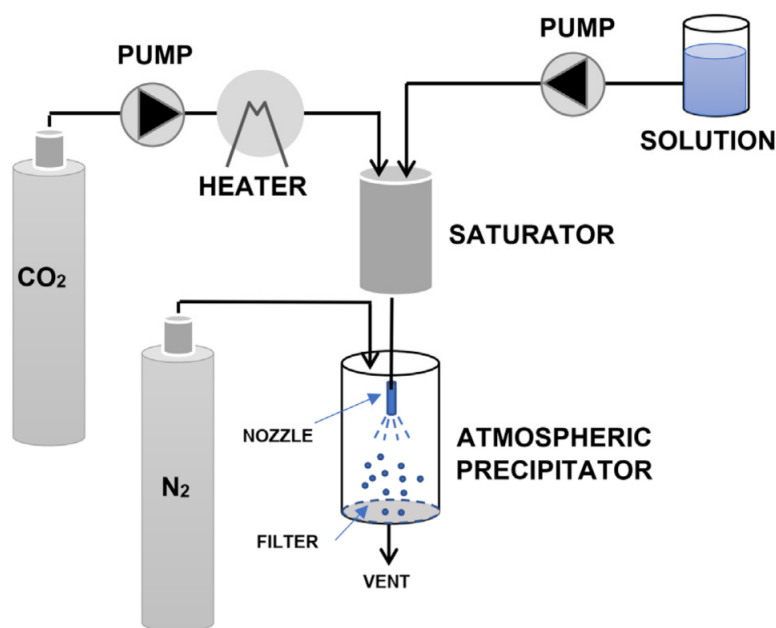 PUMP
PUMP
SOLUTION
HEATER
SATURATOR
CO₂
NOZZLE
ATMOSPHERIC
PRECIPITATOR
N₂
FILTER
VENT